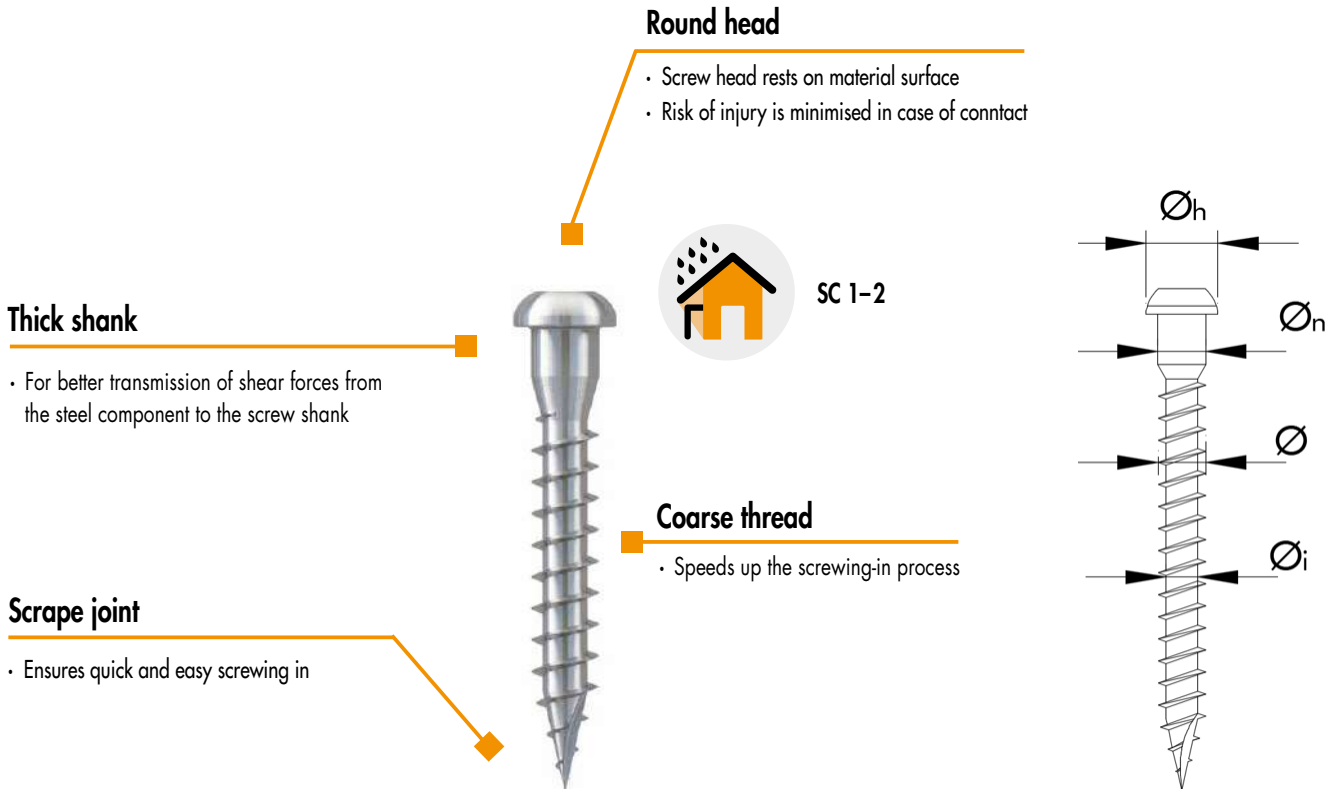 Round head
· Screw head rests on material surface
· Risk of injury is minimised in case of conntact
SC 1–2
Thick shank
· For better transmission of shear forces from
the steel component to the screw shank
Coarse thread
· Speeds up the screwing-in process
Scrape joint
· Ensures quick and easy screwing in
Øh
Øn
Ø
Øi